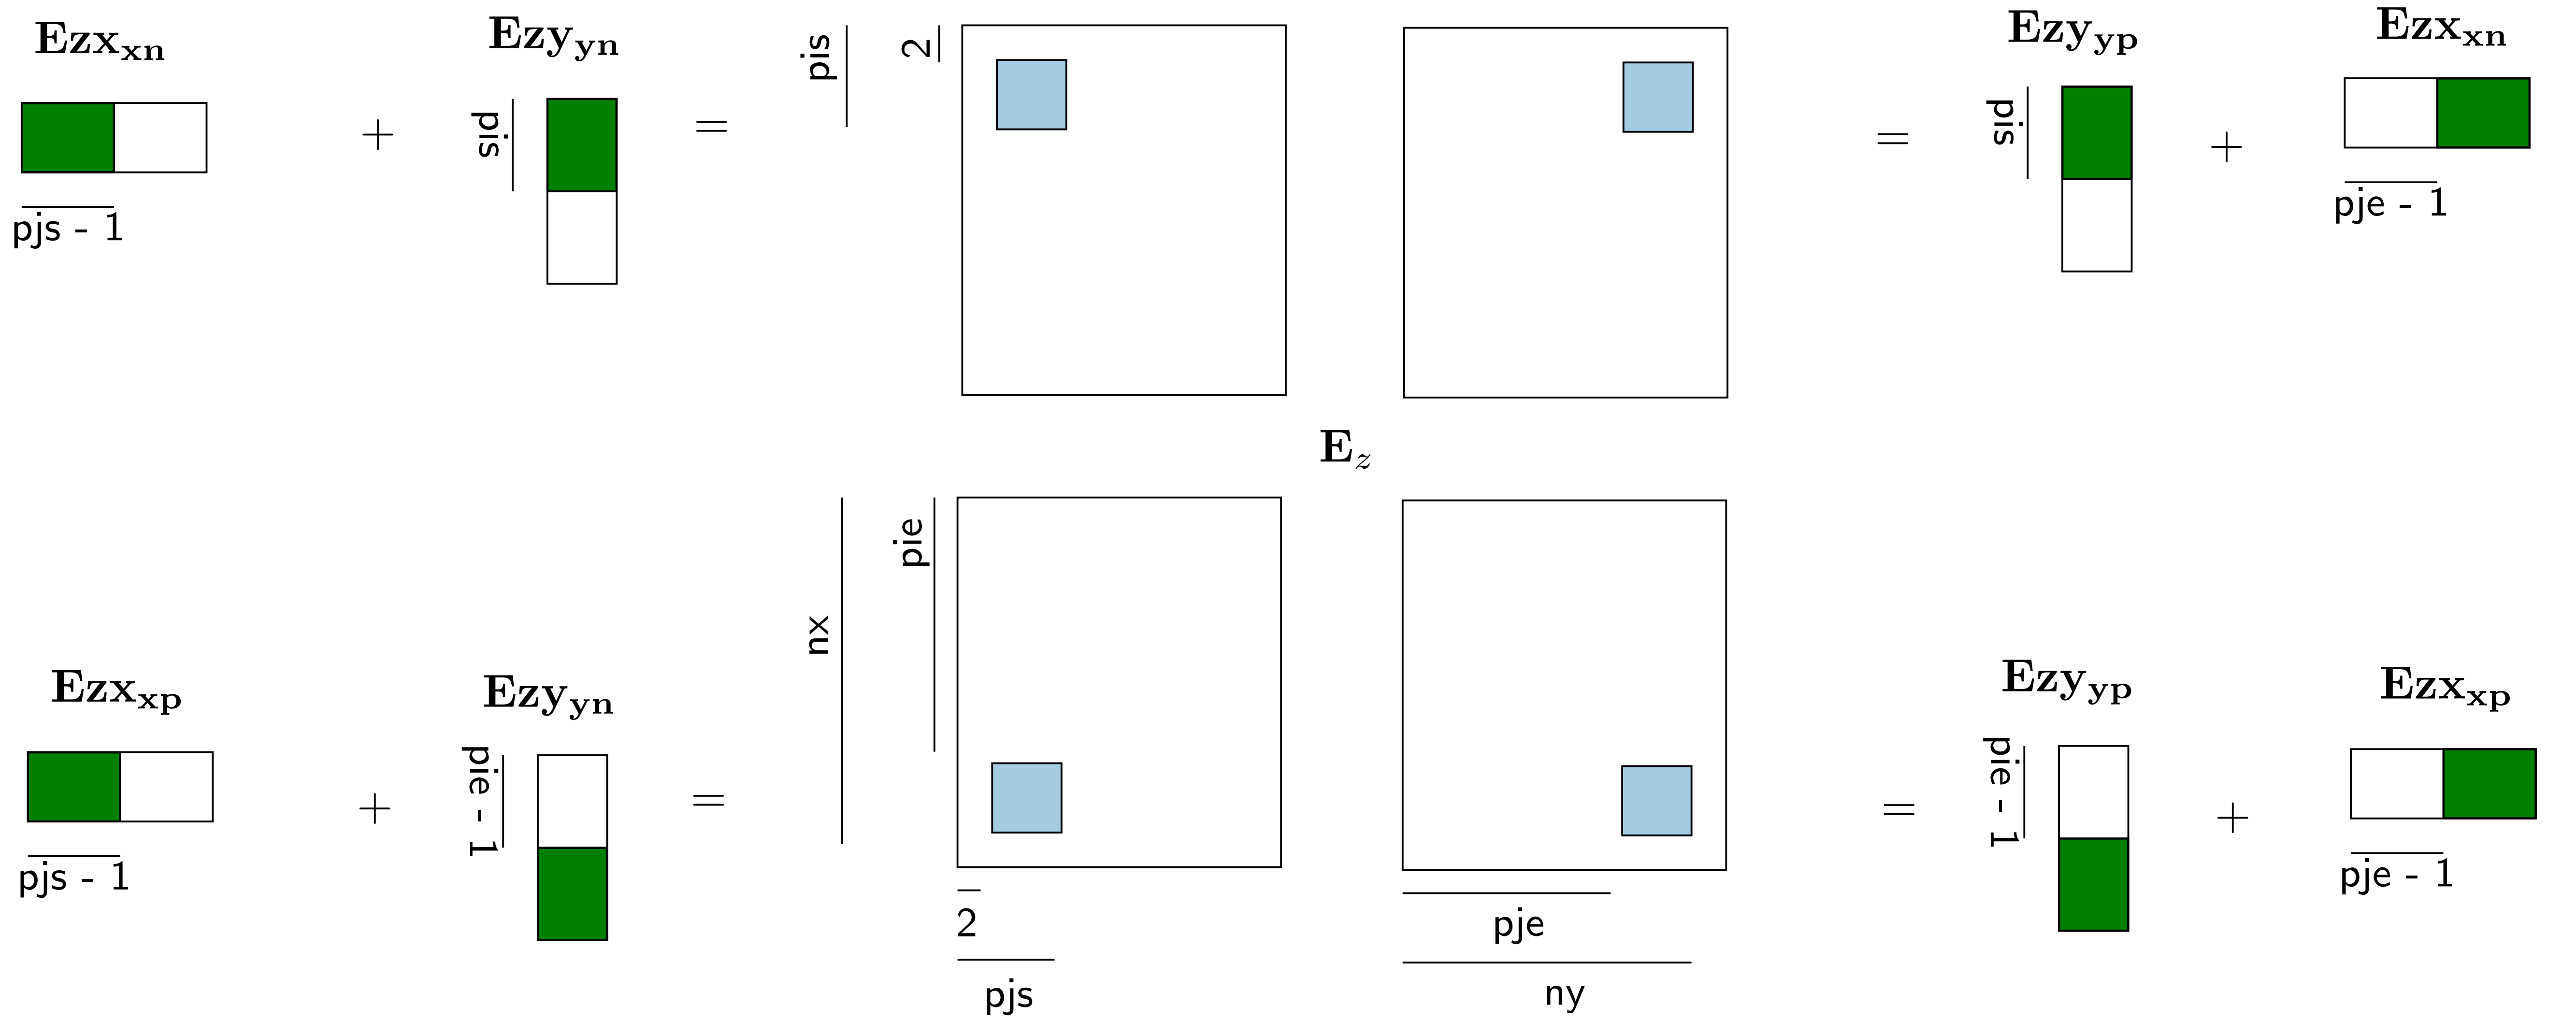 Ezx_xn
+
pis
Ezy_yn
=
pis
2
=
pis
Ezy_yp
+
Ezx_xn
pjs - 1
pje - 1
E_z
Ezx_xp
+
pie - 1
Ezy_yn
=
nx
pie
=
pie - 1
Ezy_yp
+
Ezx_xp
pjs - 1
pje - 1
2
pje
pjs
ny